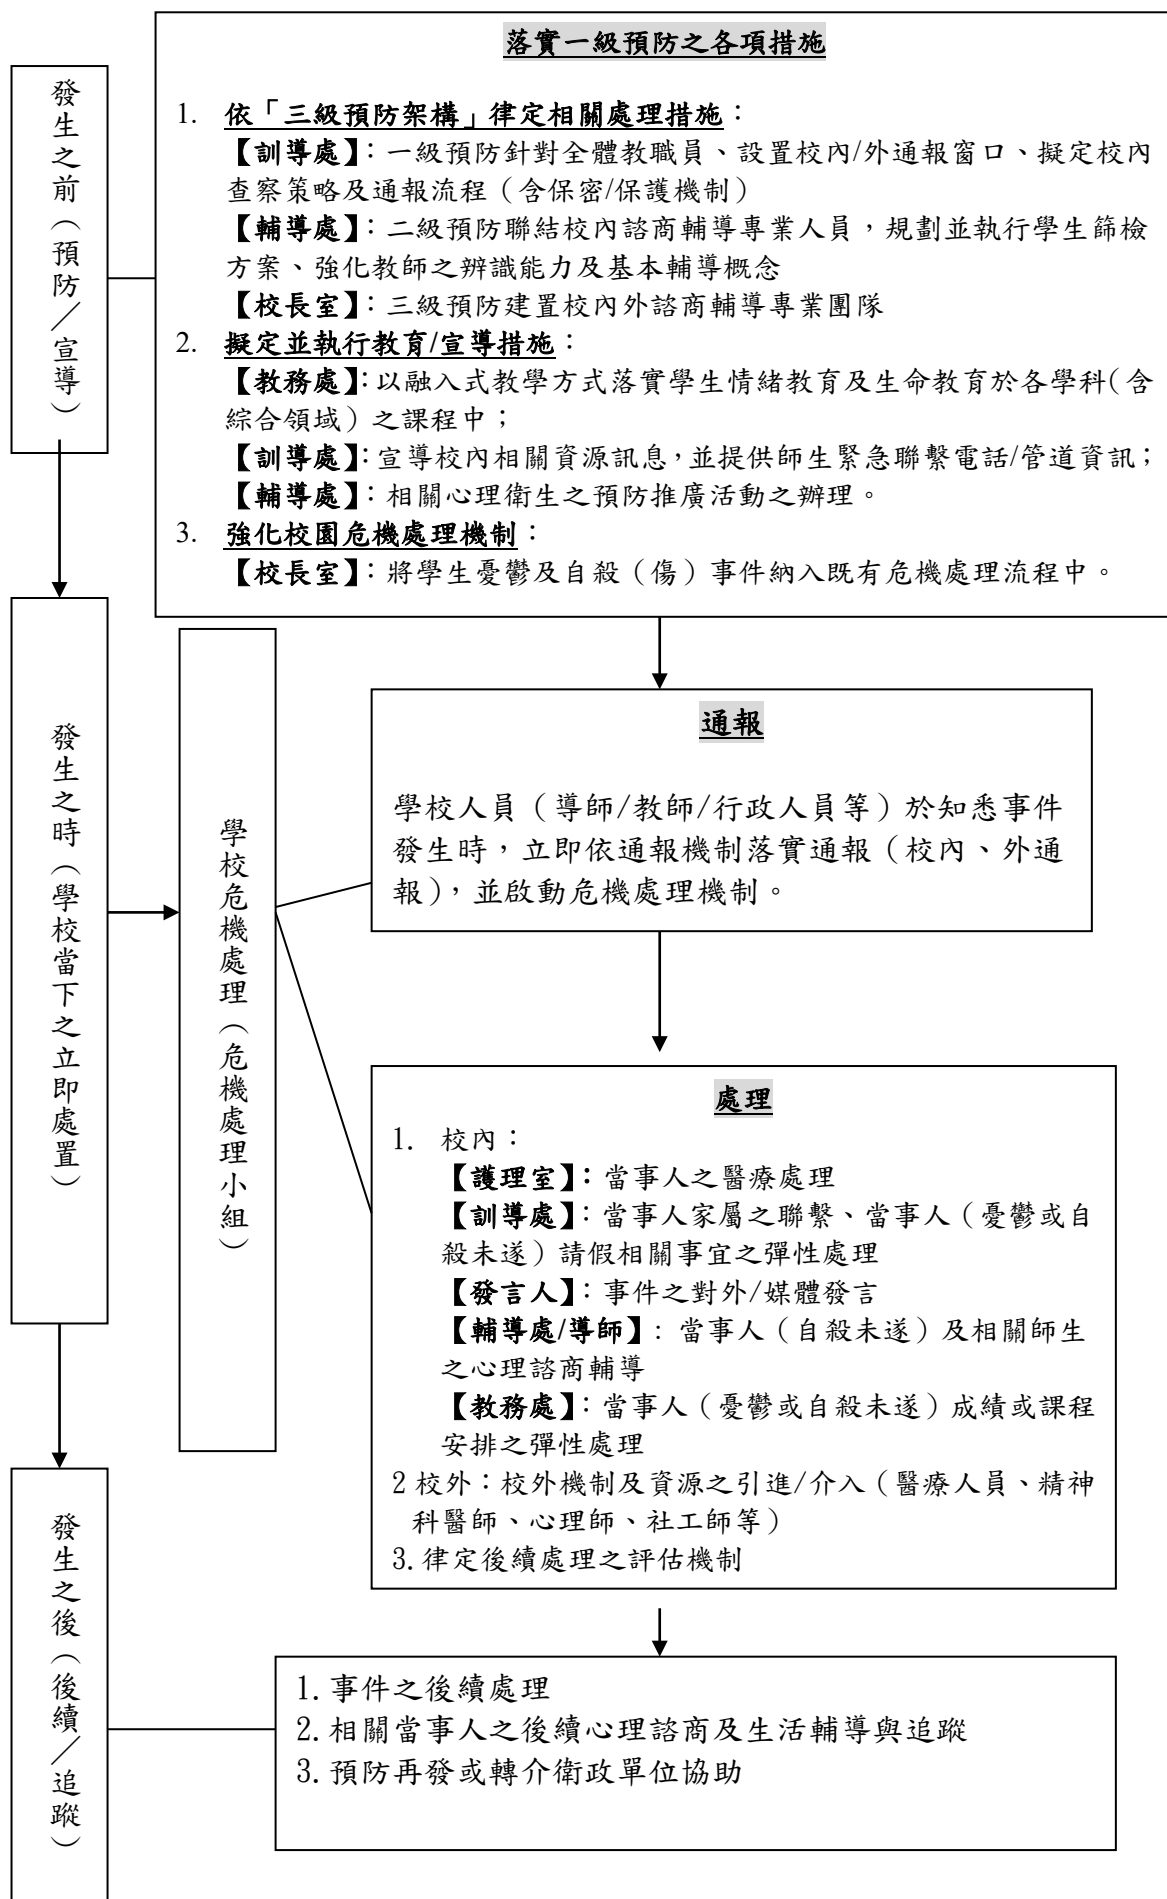 落實一級預防之各項措施
發生之前（預防／宣導）
1. 依「三級預防架構」律定相關處理措施：
【訓導處】：一級預防針對全體教職員、設置校內/外通報窗口、擬定校內
查察策略及通報流程（含保密/保護機制）
【輔導處】：二級預防聯結校內諮商輔導專業人員，規劃並執行學生篩檢
方案、強化教師之辨識能力及基本輔導概念
【校長室】：三級預防建置校內外諮商輔導專業團隊
2. 擬定並執行教育/宣導措施：
【教務處】：以融入式教學方式落實學生情緒教育及生命教育於各學科（含
綜合領域）之課程中；
【訓導處】：宣導校內相關資源訊息，並提供師生緊急聯繫電話/管道資訊；
【輔導處】：相關心理衛生之預防推廣活動之辦理。
3. 強化校園危機處理機制：
【校長室】：將學生憂鬱及自殺（傷）事件納入既有危機處理流程中。
發生之時（學校當下之立即處置）
學校危機處理（危機處理小組）
通報
學校人員（導師/教師/行政人員等）於知悉事件
發生時，立即依通報機制落實通報（校內、外通
報），並啟動危機處理機制。
處理
1. 校內：
【護理室】：當事人之醫療處理
【訓導處】：當事人家屬之聯繫、當事人（憂鬱或自
殺未遂）請假相關事宜之彈性處理
【發言人】：事件之對外/媒體發言
【輔導處/導師】: 當事人（自殺未遂）及相關師生
之心理諮商輔導
【教務處】：當事人（憂鬱或自殺未遂）成績或課程
安排之彈性處理
2 校外：校外機制及資源之引進/介入（醫療人員、精神
科醫師、心理師、社工師等）
3.律定後續處理之評估機制
發生之後（後續／追蹤）
1.事件之後續處理
2.相關當事人之後續心理諮商及生活輔導與追蹤
3.預防再發或轉介衛政單位協助